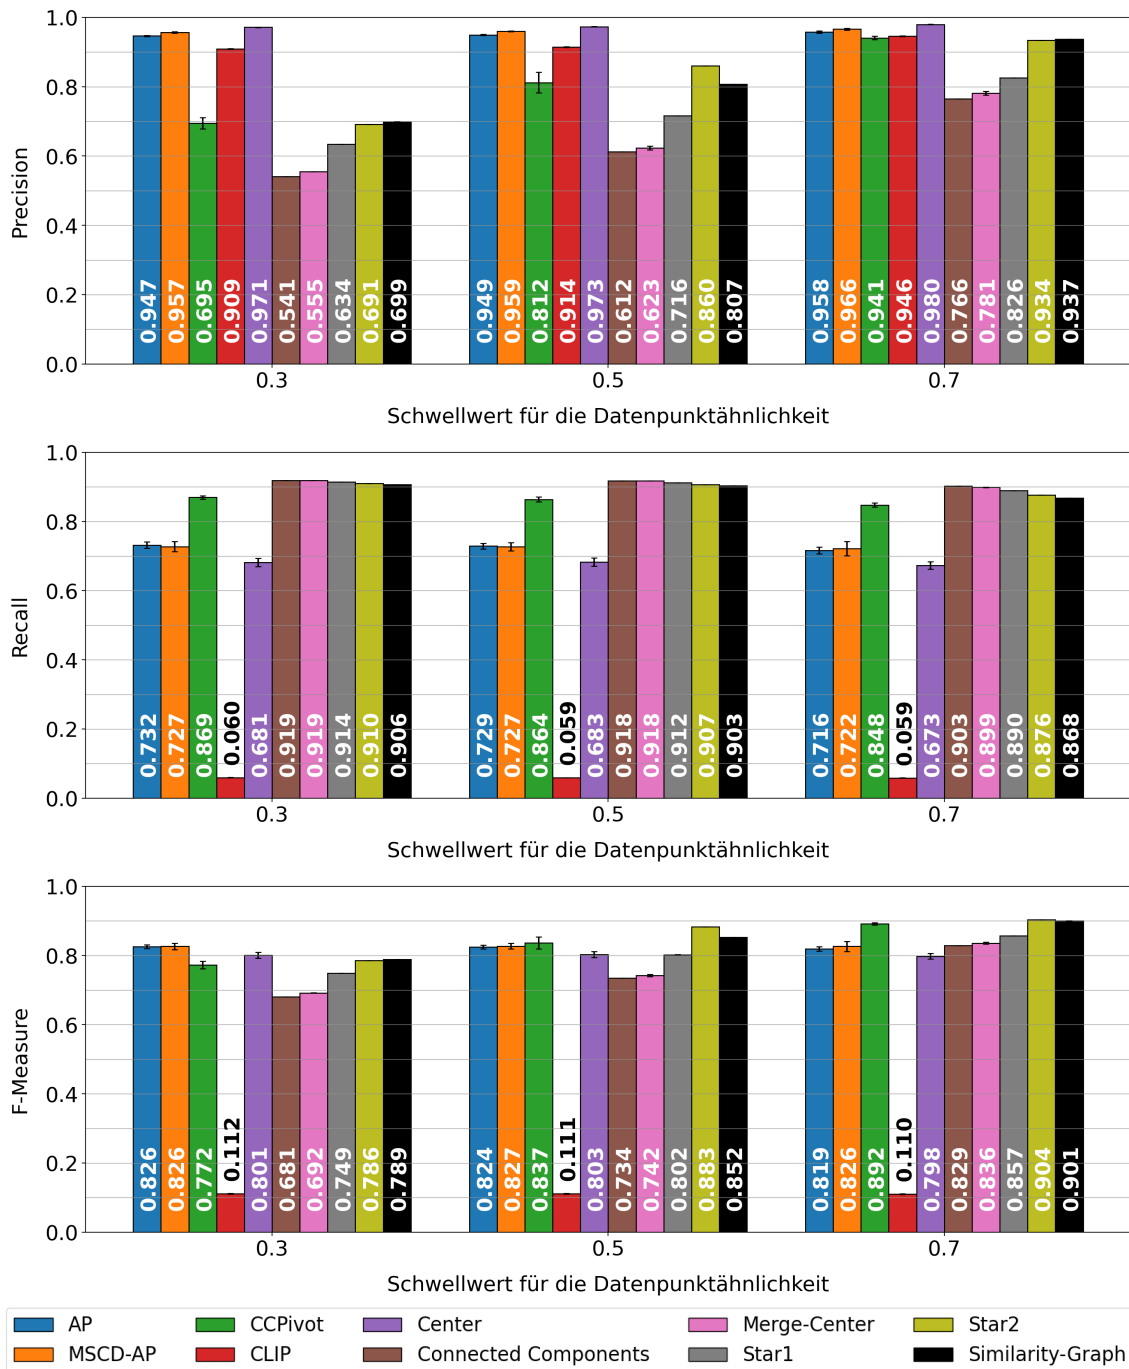 1.0
0.8
0.6
0.4
0.2
0.0
Precision
0.947 0.957 0.695 0.909 0.971 0.541 0.555 0.634 0.691 0.699
0.949 0.959 0.812 0.914 0.973 0.612 0.623 0.716 0.860 0.807
0.958 0.966 0.941 0.946 0.980 0.766 0.781 0.826 0.934 0.937
0.3 0.5 0.7
Schwellwert für die Datenpunktähnlichkeit
1.0
0.8
0.6
0.4
0.2
0.0
Recall
0.732 0.727 0.869 0.060 0.681 0.919 0.919 0.914 0.910 0.906
0.729 0.727 0.864 0.059 0.683 0.918 0.918 0.912 0.907 0.903
0.716 0.722 0.848 0.059 0.673 0.903 0.899 0.890 0.876 0.868
0.3 0.5 0.7
Schwellwert für die Datenpunktähnlichkeit
1.0
0.8
0.6
0.4
0.2
0.0
F-Measure
0.826 0.826 0.772 0.112 0.801 0.681 0.692 0.749 0.786 0.789
0.824 0.827 0.837 0.111 0.803 0.734 0.742 0.802 0.883 0.852
0.819 0.826 0.892 0.110 0.798 0.829 0.836 0.857 0.904 0.901
0.3 0.5 0.7
Schwellwert für die Datenpunktähnlichkeit
AP CCPivot Center Merge-Center Star2
MSCD-AP CLIP Connected Components Star1 Similarity-Graph